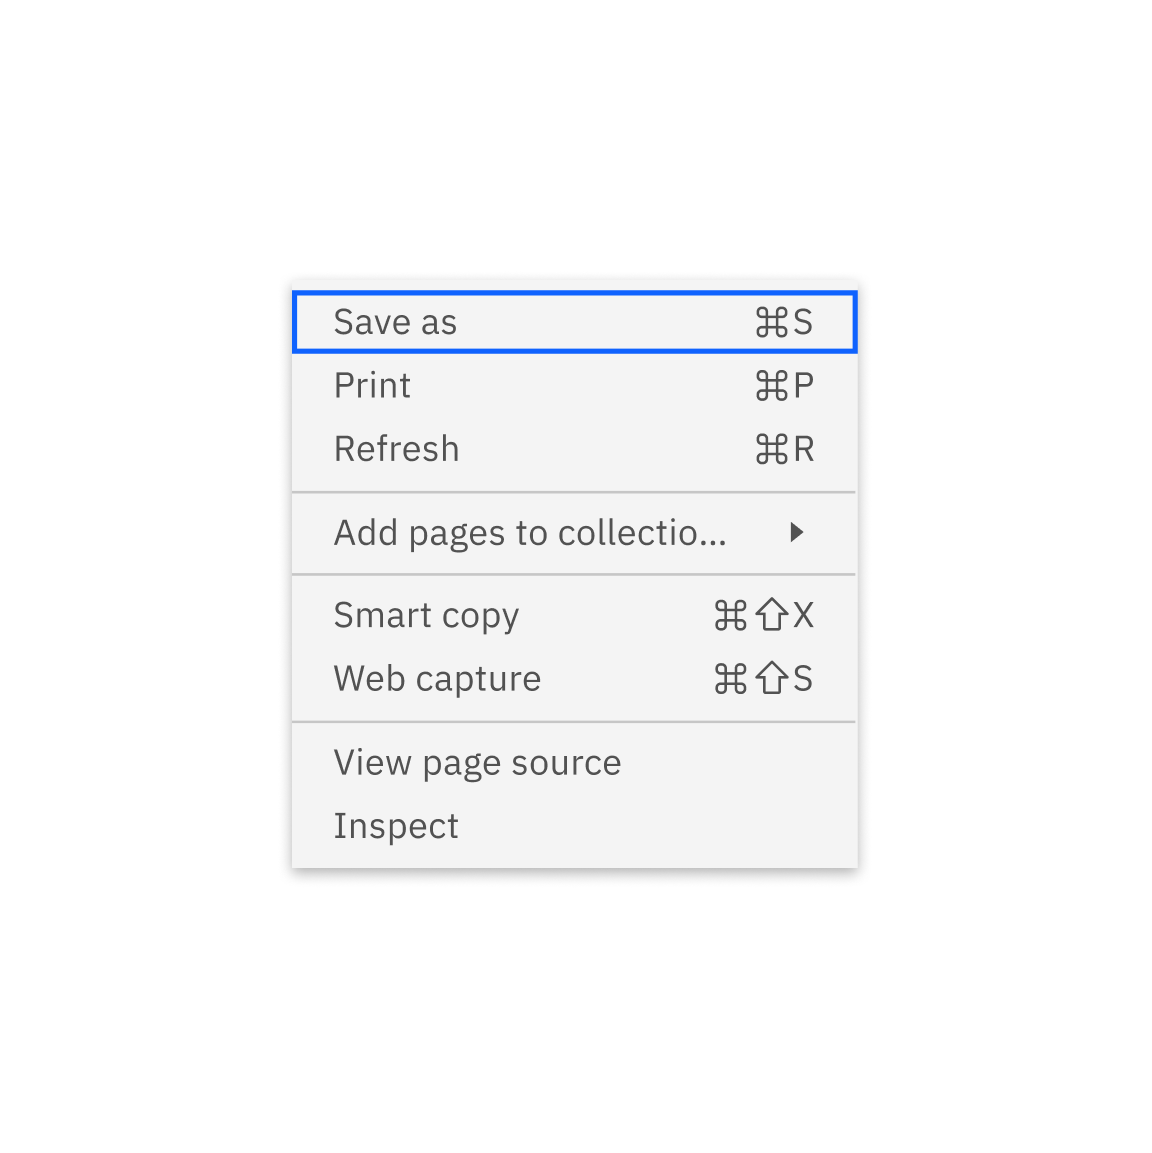 Save as ⌘S
Print ⌘P
Refresh ⌘R
Add pages to collectio...
Smart copy ⌘⇧X
Web capture ⌘⇧S
View page source
Inspect